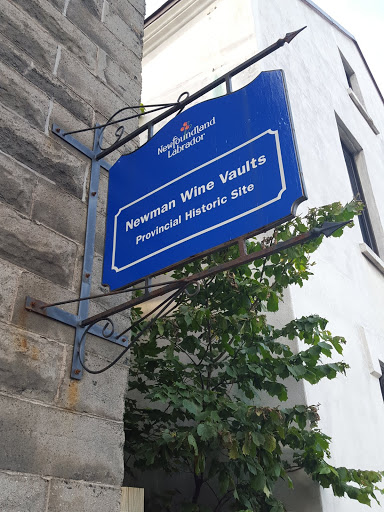 Newfoundland
Labrador
Newman Wine Vaults
Provincial Historic Site